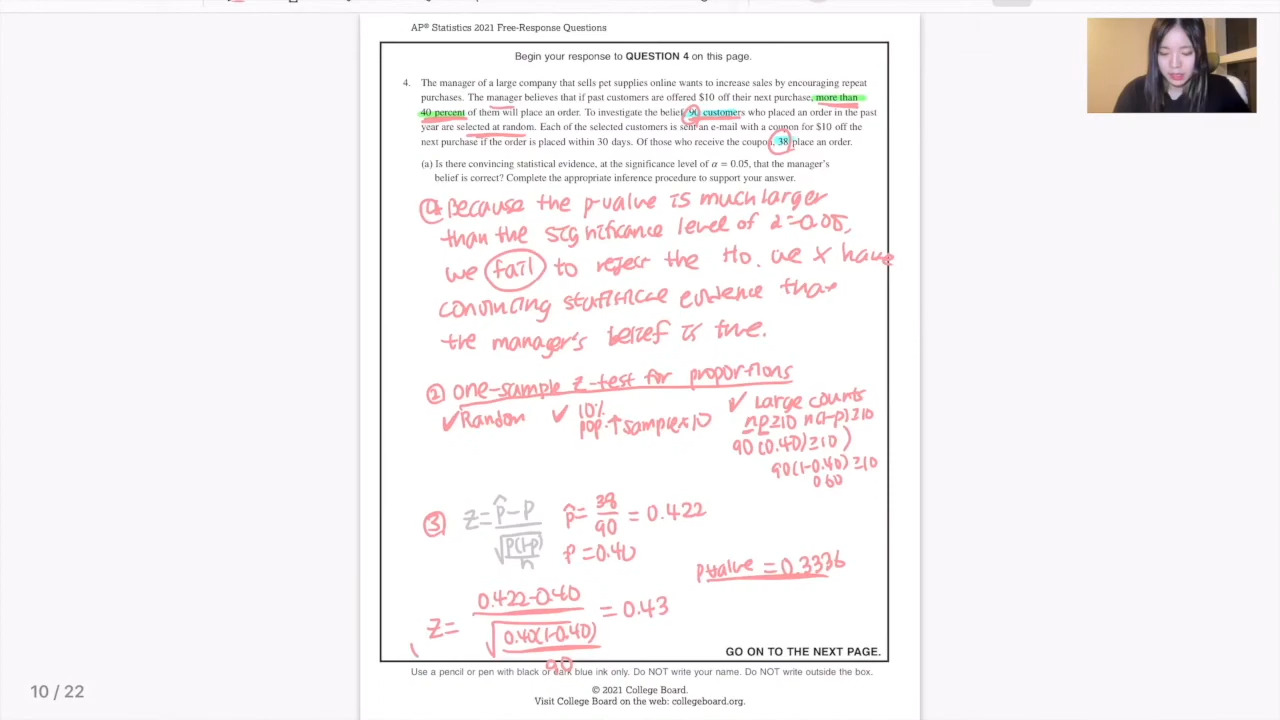 AP® Statistics 2021 Free-Response Questions
Begin your response to QUESTION 4 on this page.
4. The manager of a large company that sells pet supplies online wants to increase sales by encouraging repeat
purchases. The manager believes that if past customers are offered $10 off their next purchase, more than
40 percent of them will place an order. To investigate the belief, 90 customers who placed an order in the past
year are selected at random. Each of the selected customers is sent an e-mail with a coupon for $10 off the
next purchase if the order is placed within 30 days. Of those who receive the coupon, 38 place an order.
(a) Is there convincing statistical evidence, at the significance level of α = 0.05, that the manager's
belief is correct? Complete the appropriate inference procedure to support your answer.
④ Because the p-value is much larger
than the significance level of α=0.05,
we fail to reject the Ho. we x have
convincing statistical evidence that
the manager's belief is true.
② one-sample z-test for proportions
✓Random ✓ 10% ✓ Large counts
pop.↑ sample×10 np≥10 n(1-p)≥10
90(0.40)≥10)
90(1-0.40)≥10
0.60
③ z = p̂-p / √p(1-p)/n p̂ = 38/90 = 0.422
p = 0.40
p value = 0.3336
z = 0.422-0.40 / √0.40(1-0.40)/90 = 0.43
GO ON TO THE NEXT PAGE.
Use a pencil or pen with black or dark blue ink only. Do NOT write your name. Do NOT write outside the box.
© 2021 College Board.
Visit College Board on the web: collegeboard.org.
10 / 22